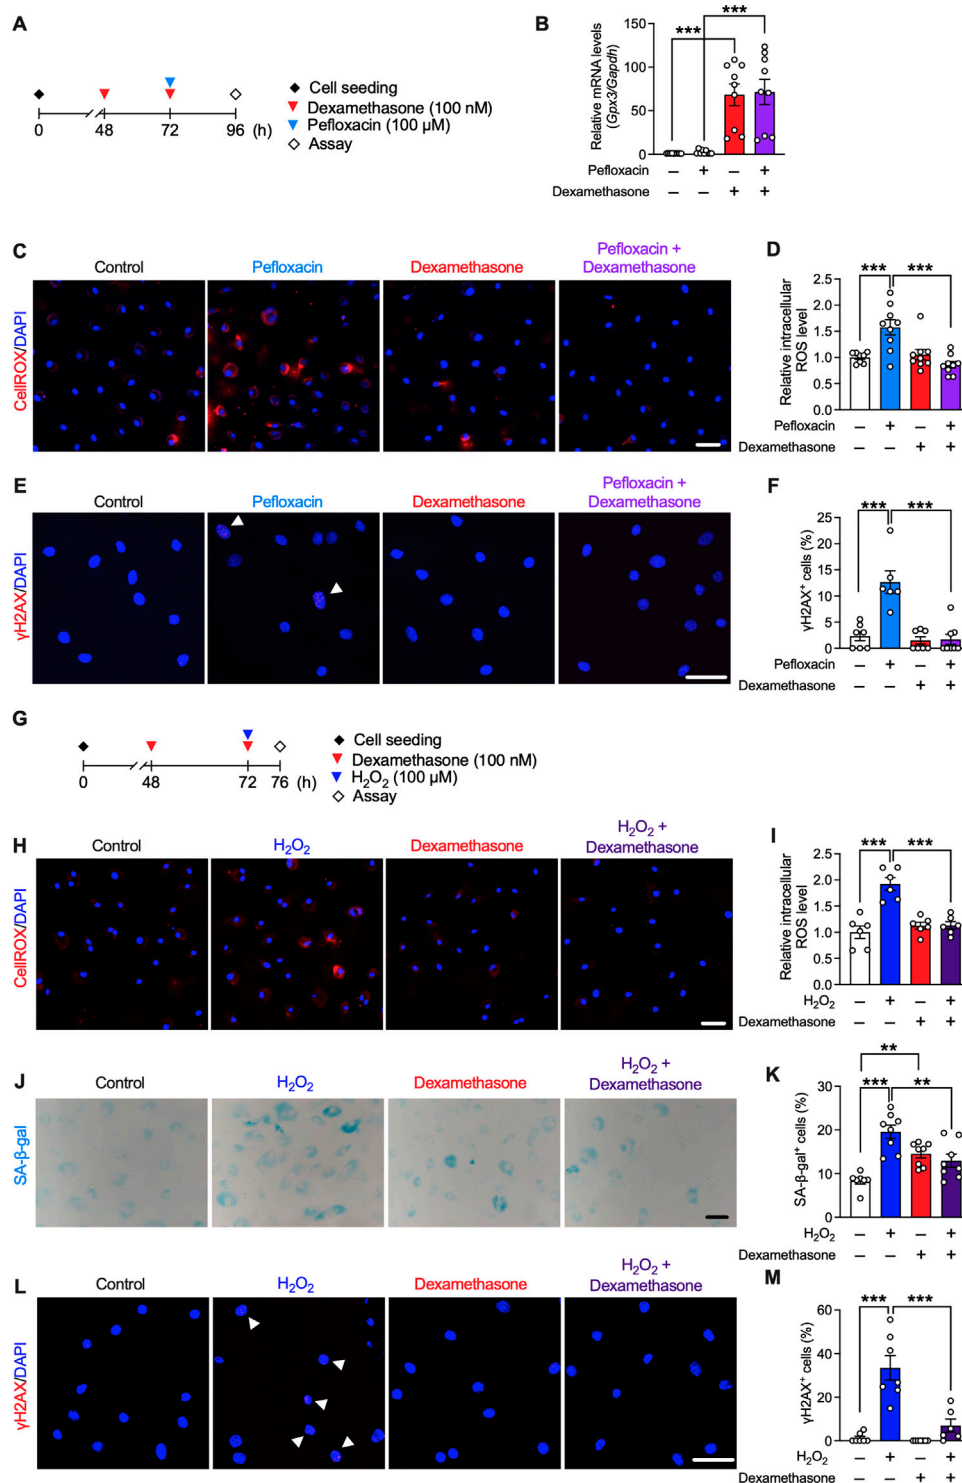 A
Cell seeding
Dexamethasone (100 nM)
Pefloxacin (100 µM)
Assay
0 48 72 96 (h)
B
Relative mRNA levels
(Gpx3/Gapdh)
150
100
50
0
*** ***
Pefloxacin – + – +
Dexamethasone – – + +
C
Control Pefloxacin Dexamethasone Pefloxacin +
Dexamethasone
CellROX/DAPI
D
Relative intracellular
ROS level
2.5
2.0
1.5
1.0
0.5
0.0
*** ***
Pefloxacin – + – +
Dexamethasone – – + +
E
Control Pefloxacin Dexamethasone Pefloxacin +
Dexamethasone
γH2AX/DAPI
F
γH2AX⁺ cells (%)
25
20
15
10
5
0
*** ***
Pefloxacin – + – +
Dexamethasone – – + +
G
Cell seeding
Dexamethasone (100 nM)
H₂O₂ (100 µM)
Assay
0 48 72 76 (h)
H
Control H₂O₂ Dexamethasone H₂O₂ +
Dexamethasone
CellROX/DAPI
I
Relative intracellular
ROS level
2.5
2.0
1.5
1.0
0.5
0.0
*** ***
H₂O₂ – + – +
Dexamethasone – – + +
J
Control H₂O₂ Dexamethasone H₂O₂ +
Dexamethasone
SA-β-gal
K
SA-β-gal⁺ cells (%)
30
20
10
0
**
*** **
H₂O₂ – + – +
Dexamethasone – – + +
L
Control H₂O₂ Dexamethasone H₂O₂ +
Dexamethasone
γH2AX/DAPI
M
γH2AX⁺ cells (%)
60
40
20
0
*** ***
H₂O₂ – + – +
Dexamethasone – – + +